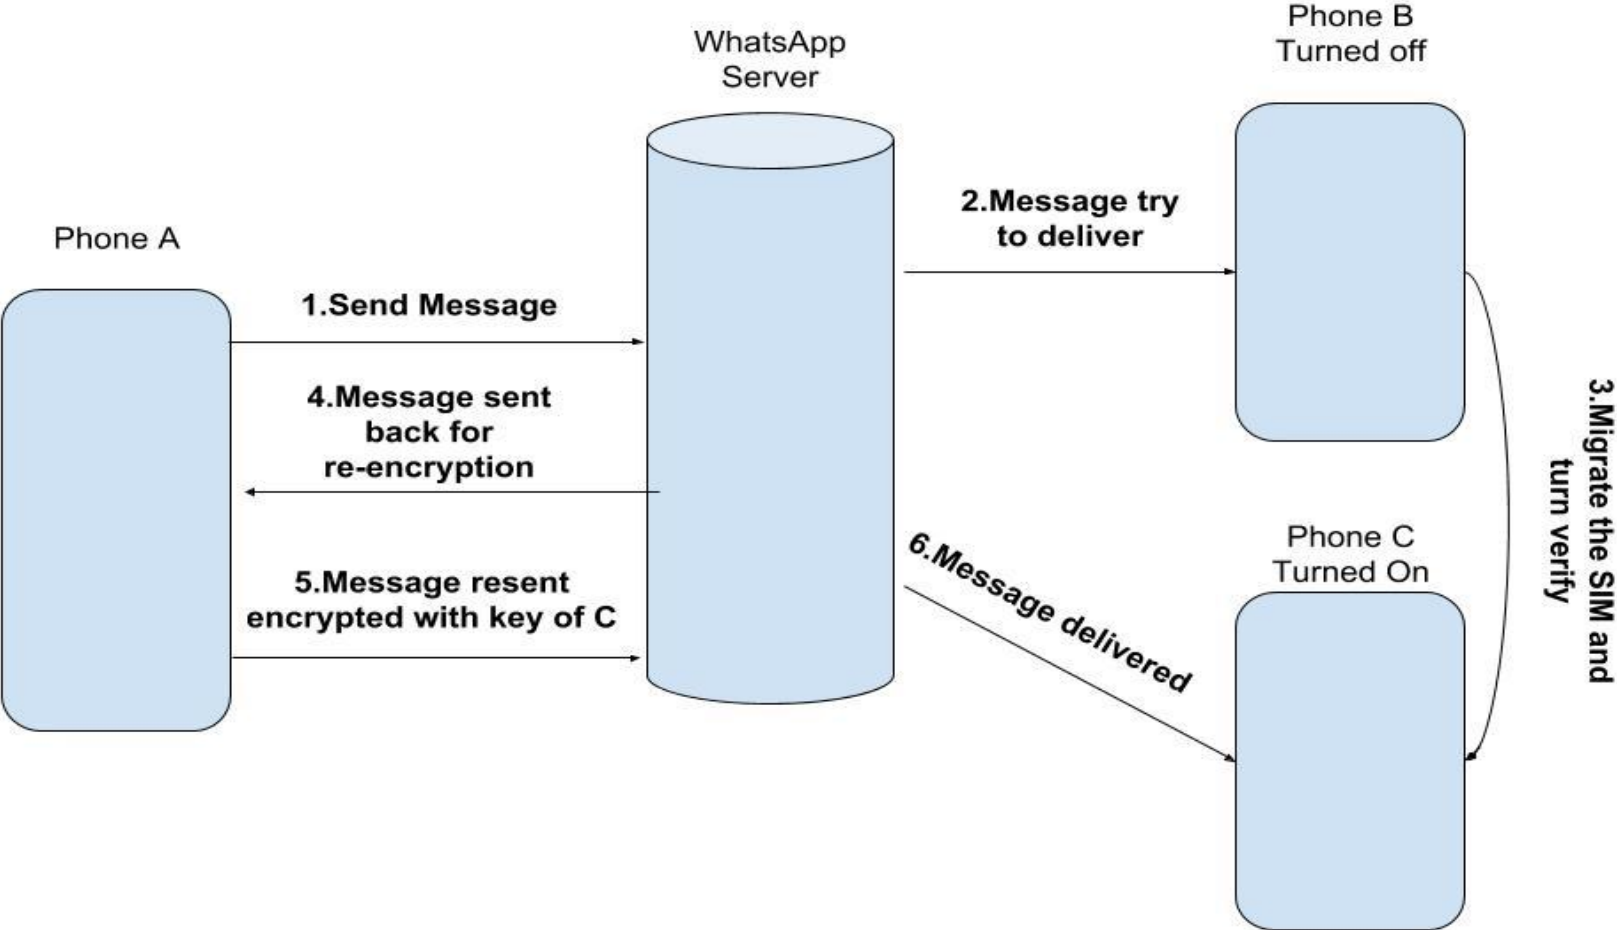 WhatsApp
Server
Phone B
Turned off
Phone A
1.Send Message
2.Message try
to deliver
3.Migrate the SIM and
turn verify
4.Message sent
back for
re-encryption
5.Message resent
encrypted with key of C
6.Message delivered
Phone C
Turned On